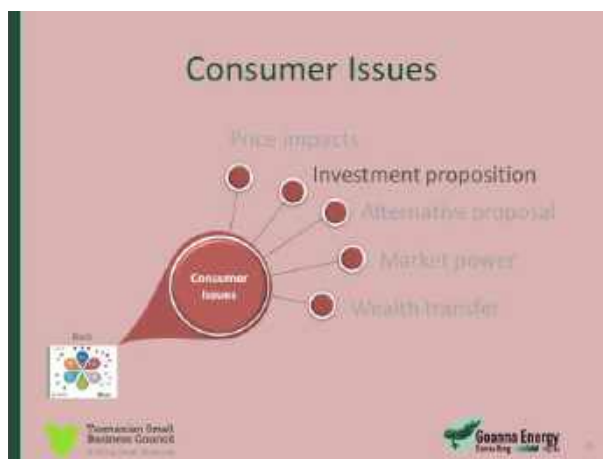 Consumer Issues
Price impacts
Investment proposition
Alternative proposal
Market power
Wealth transfer
Consumer
Issues
Back
Tasmanian Small
Business Council
Goanna Energy
Consulting